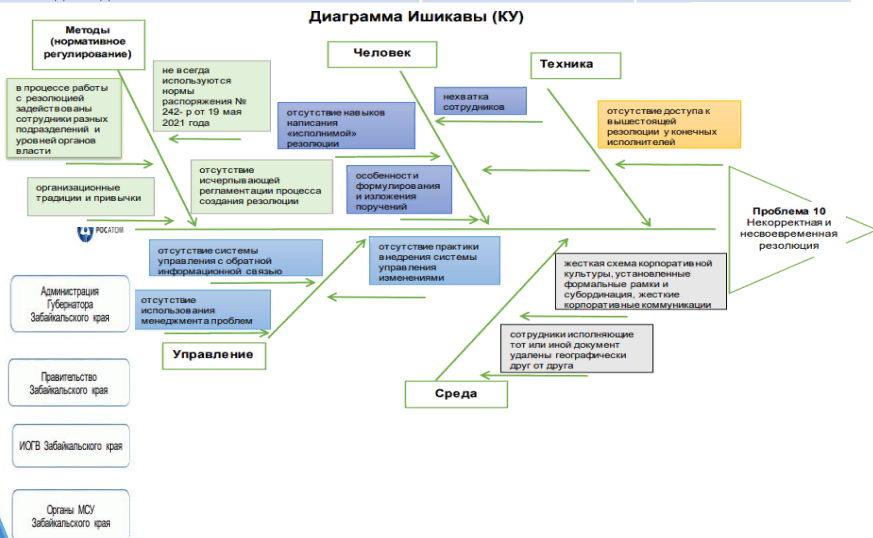 Диаграмма Ишикавы (КУ)
Методы
(нормативное
регулирование)
Человек
Техника
в процессе работы
с резолюцией
задействованы
сотрудники разных
подразделений и
уровней органов
власти
не всегда
используются
нормы
распоряжения №
242- р от 19 мая
2021 года
отсутствие навыков
написания
«исполнимой»
резолюции
нехватка
сотрудников
отсутствие доступа к
вышестоящей
резолюции у конечных
исполнителей
организационные
традиции и привычки
отсутствие
исчерпывающей
регламентации процесса
создания резолюции
особенности
формулирования
и изложения
поручений
Проблема 10
Некорректная и
несвоевременная
резолюция
РОСАТОМ
отсутствие системы
управления с обратной
информационной связью
отсутствие практики
внедрения системы
управления
изменениями
жесткая схема корпоративной
культуры, установленные
формальные рамки и
субординация, жесткие
корпоративные коммуникации
отсутствие
использования
менеджмента проблем
сотрудники исполняющие
тот или иной документ
удалены географически
друг от друга
Управление
Среда
Администрация
Губернатора
Забайкальского края
Правительство
Забайкальского края
ИОГВ Забайкальского края
Органы МСУ
Забайкальского края